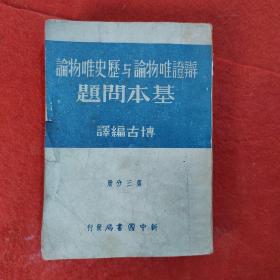 辯證唯物論与歷史唯物論
基本問題
博古編譯
第三分册
新中國書局發行